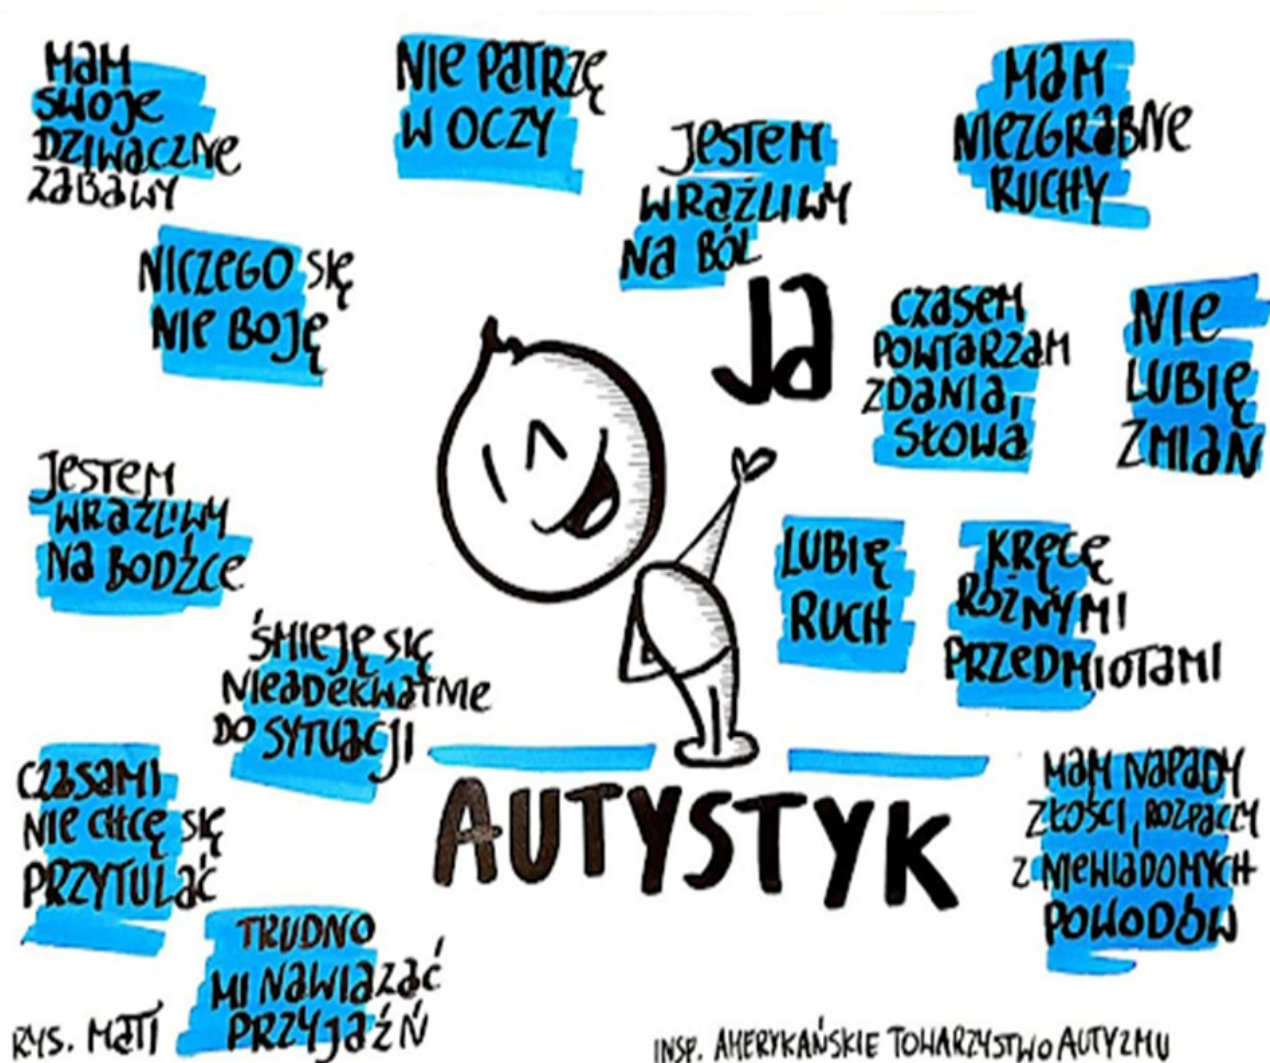 MAM
SWOJE
DZIWACZNE
ZABAWY
NIE PATRZĘ
W OCZY
JESTEM
WRAŻLIWY
NA BÓL
MAM
NIEZGRABNE
RUCHY
NICZEGO SIĘ
NIE BOJĘ
JA
CZASEM
POWTARZAM
ZDANIA,
SŁOWA
NIE
LUBIĘ
ZMIAN
JESTEM
WRAŻLIWY
NA BODŹCE
LUBIĘ
RUCH
KRĘCĘ
RÓŻNYMI
PRZEDMIOTAMI
ŚMIEJĘ SIĘ
NIEADEKWATNIE
DO SYTUACJI
CZASAMI
NIE CHCĘ SIĘ
PRZYTULAĆ
AUTYSTYK
MAM NAPADY
ZŁOŚCI, ROZPACZY
Z NIEWIADOMYCH
POWODÓW
TRUDNO
MI NAWIĄZAĆ
PRZYJAŹŃ
RYS. MATI
INSP. AMERYKAŃSKIE TOWARZYSTWO AUTYZMU